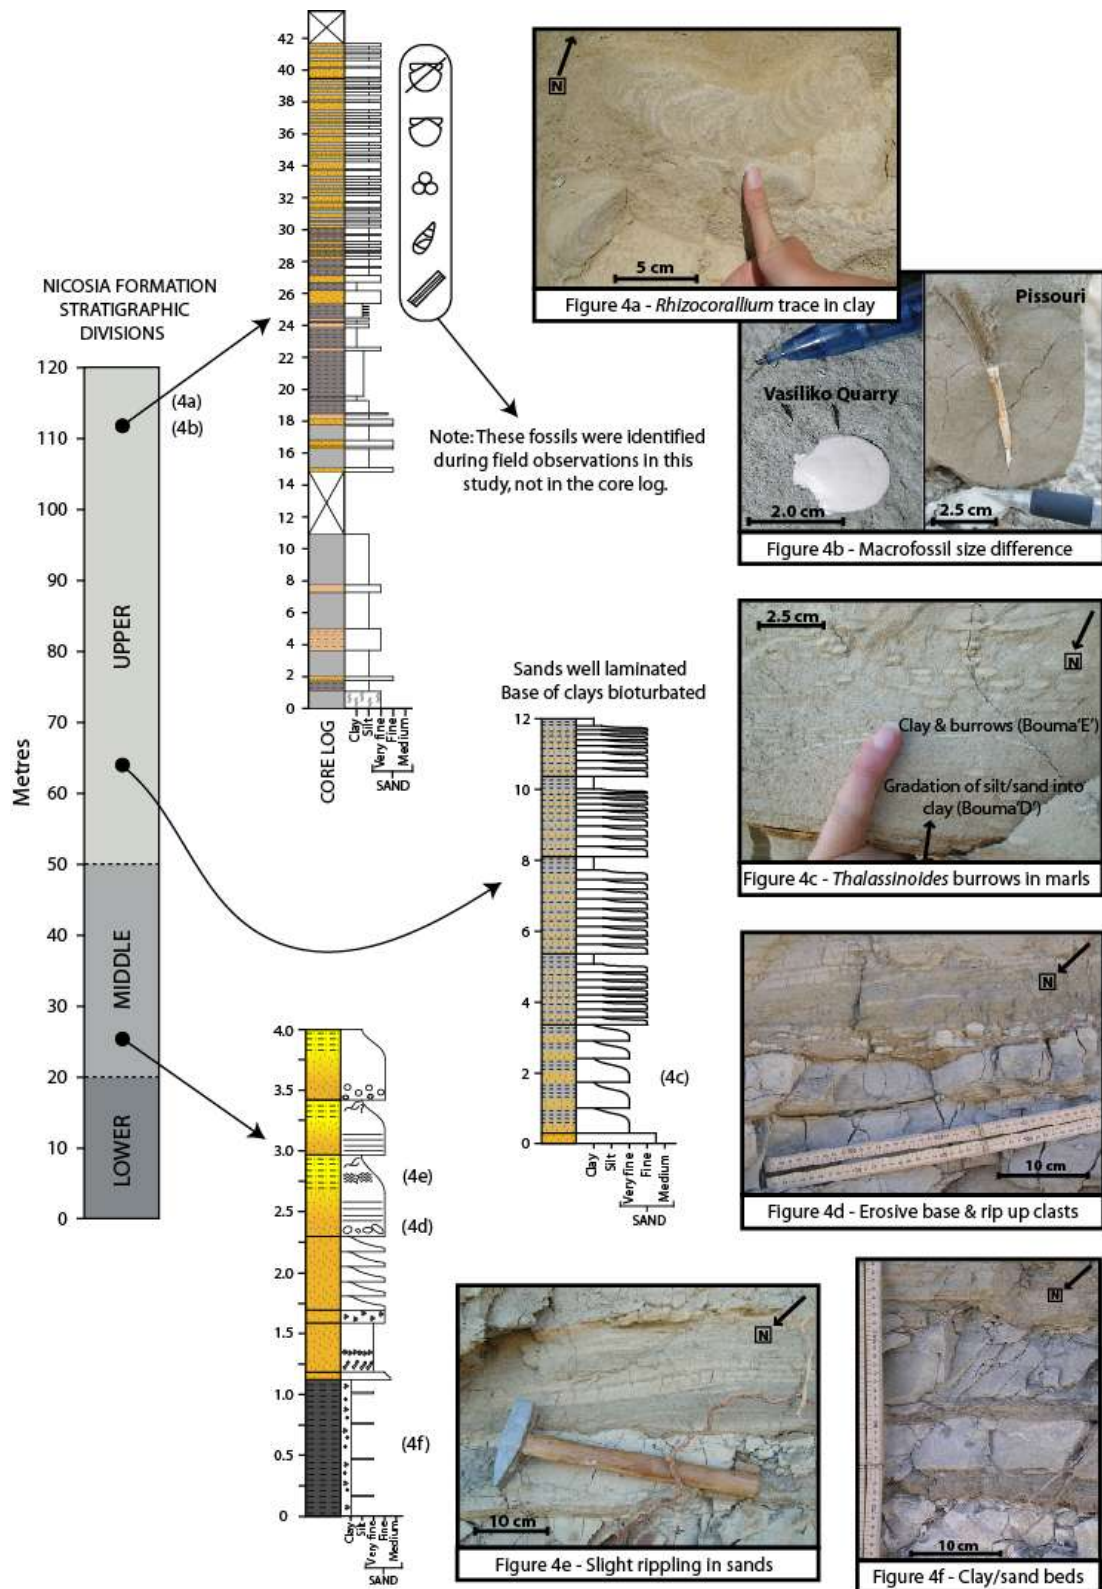 NICOSIA FORMATION
STRATIGRAPHIC
DIVISIONS
Metres
120
110
100
90
80
70
60
50
40
30
20
10
0
UPPER
MIDDLE
LOWER
(4a)
(4b)
42
40
38
36
34
32
30
28
26
24
22
20
18
16
14
12
10
8
6
4
2
0
CORE LOG
Clay
Silt
Very fine
Fine
Medium
SAND
Note: These fossils were identified
during field observations in this
study, not in the core log.
N
5 cm
Figure 4a - Rhizocorallium trace in clay
Vasiliko Quarry
2.0 cm
Pissouri
2.5 cm
Figure 4b - Macrofossil size difference
Sands well laminated
Base of clays bioturbated
12
10
8
6
4
2
0
(4c)
Clay
Silt
Very fine
Fine
Medium
SAND
2.5 cm
N
Clay & burrows (Bouma'E')
Gradation of silt/sand into
clay (Bouma'D')
Figure 4c - Thalassinoides burrows in marls
N
10 cm
Figure 4d - Erosive base & rip up clasts
4.0
3.5
3.0
2.5
2.0
1.5
1.0
0.5
0
(4e)
(4d)
(4f)
Clay
Silt
Very fine
Fine
Medium
SAND
N
10 cm
Figure 4e - Slight rippling in sands
N
10 cm
Figure 4f - Clay/sand beds